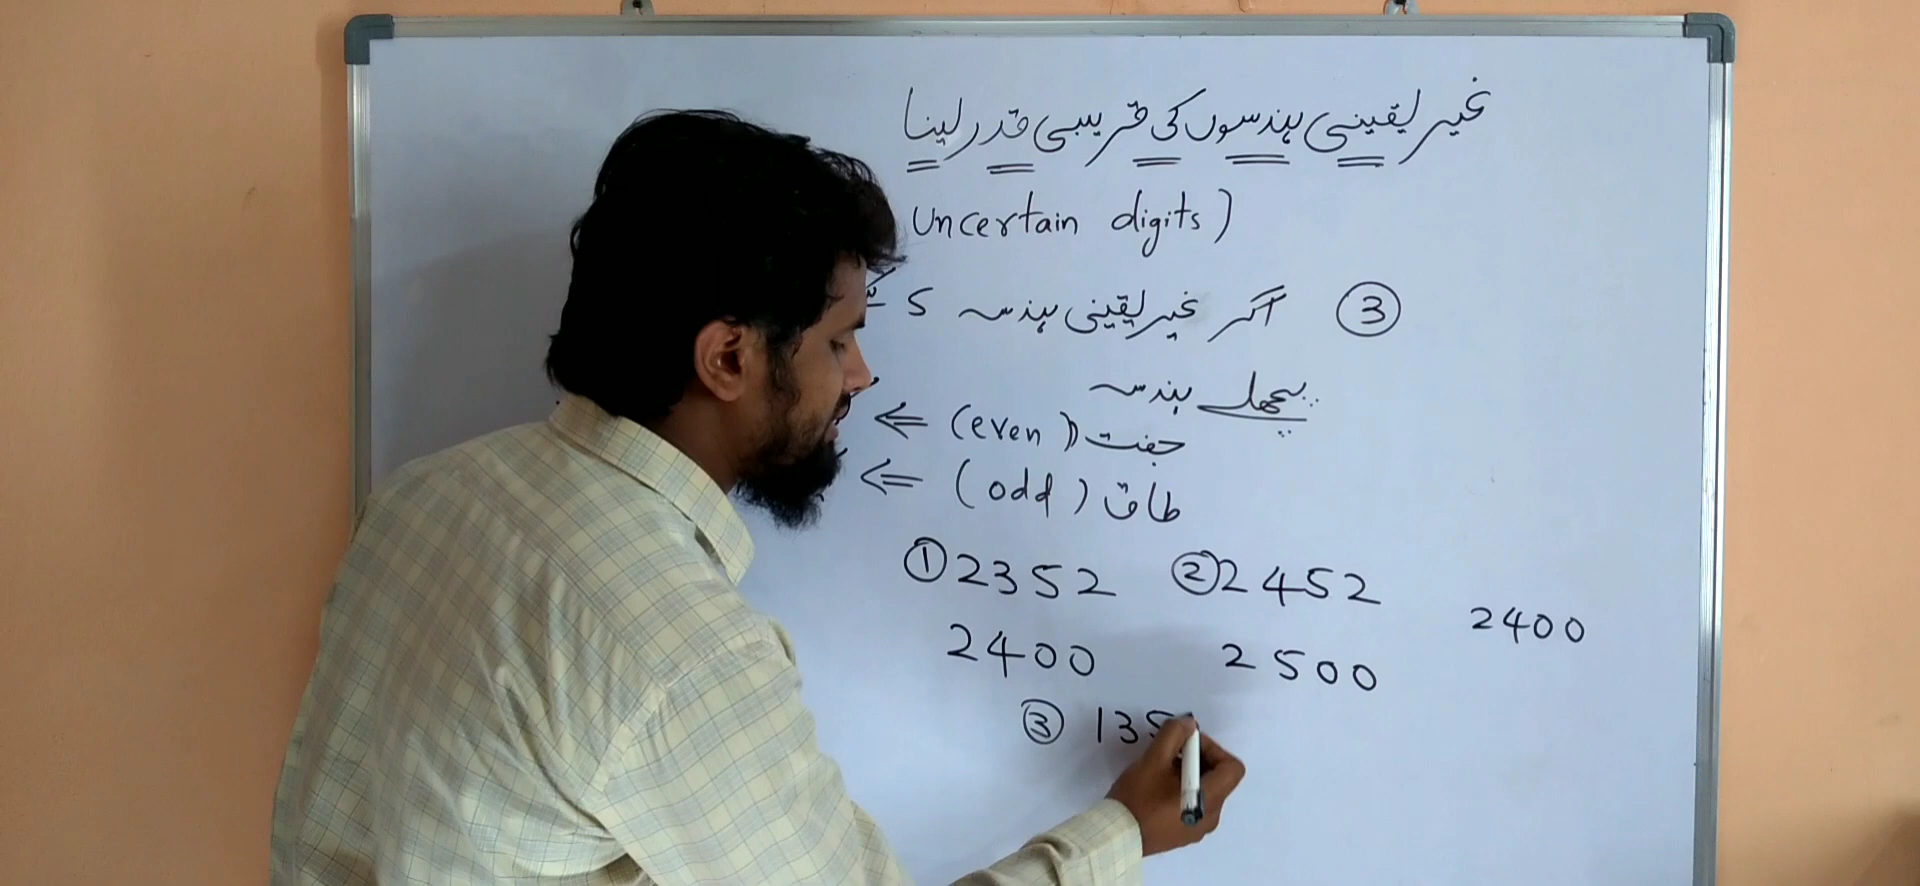 غیر یقینی ہندسوں کی قریبی قدر لینا
Uncertain digits)
③ اگر غیر یقینی ہندسہ 5
پچھلے ہندسہ
جفت (even) ⇐
طاق (odd) ⇐
① 2352 ② 2452
2400
2400 2500
③ 135